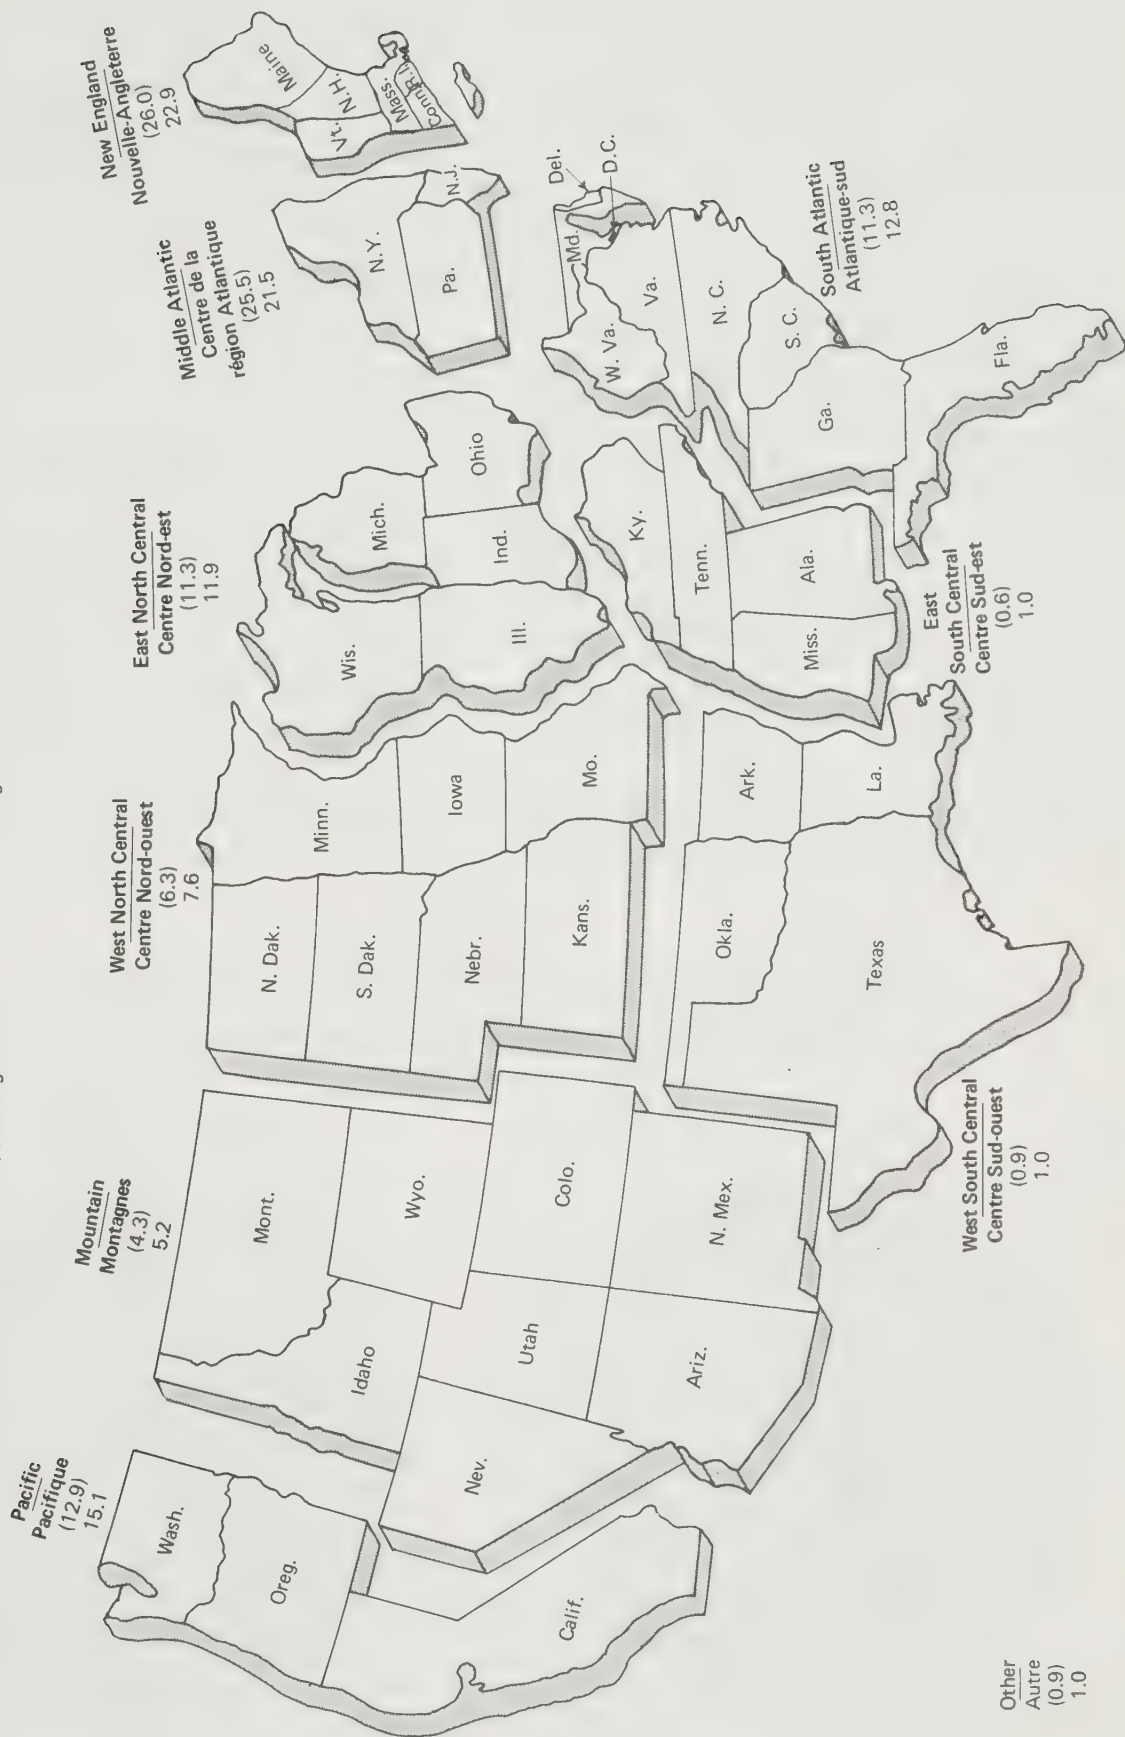 Pacific
Pacifique
(12.9)
15.1
Mountain
Montagnes
(4.3)
5.2
West North Central
Centre Nord-ouest
(6.3)
7.6
East North Central
Centre Nord-est
(11.3)
11.9
Middle Atlantic
Centre de la
région Atlantique
(25.5)
21.5
New England
Nouvelle-Angleterre
(26.0)
22.9
Wash.
Oreg.
Calif.
Mont.
Idaho
Wyo.
Nev.
Utah
Colo.
Ariz.
N. Mex.
N. Dak.
S. Dak.
Nebr.
Kans.
Minn.
Iowa
Mo.
Okla.
Texas
Ark.
La.
Wis.
Mich.
Ill.
Ind.
Ohio
Ky.
Tenn.
Miss.
Ala.
N.Y.
Pa.
N.J.
Maine
Vt.
N.H.
Mass.
Conn.
R.I.
Del.
D.C.
Md.
W. Va.
Va.
N. C.
S. C.
Ga.
Fla.
South Atlantic
Atlantique-sud
(11.3)
12.8
East
South Central
Centre Sud-est
(0.6)
1.0
West South Central
Centre Sud-ouest
(0.9)
1.0
Other
Autre
(0.9)
1.0